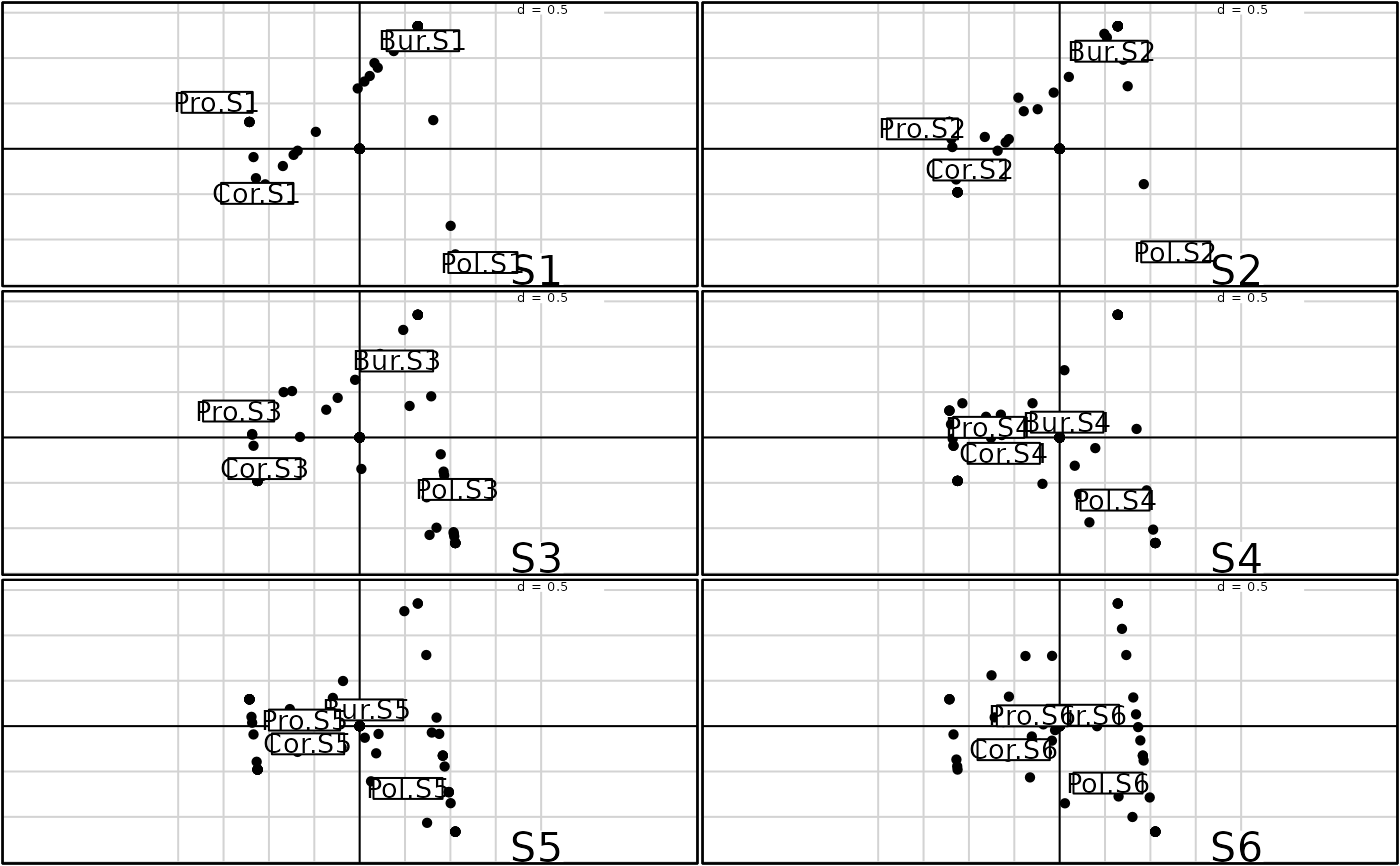 d = 0.5
Bur.S1
Pro.S1
Cor.S1
Pol.S1
S1
d = 0.5
Bur.S2
Pro.S2
Cor.S2
Pol.S2
S2
d = 0.5
Bur.S3
Pro.S3
Cor.S3
Pol.S3
S3
d = 0.5
Bur.S4
Pro.S4
Cor.S4
Pol.S4
S4
d = 0.5
Bur.S5
Pro.S5
Cor.S5
Pol.S5
S5
d = 0.5
Pro.S6
r.S6
Cor.S6
Pol.S6
S6